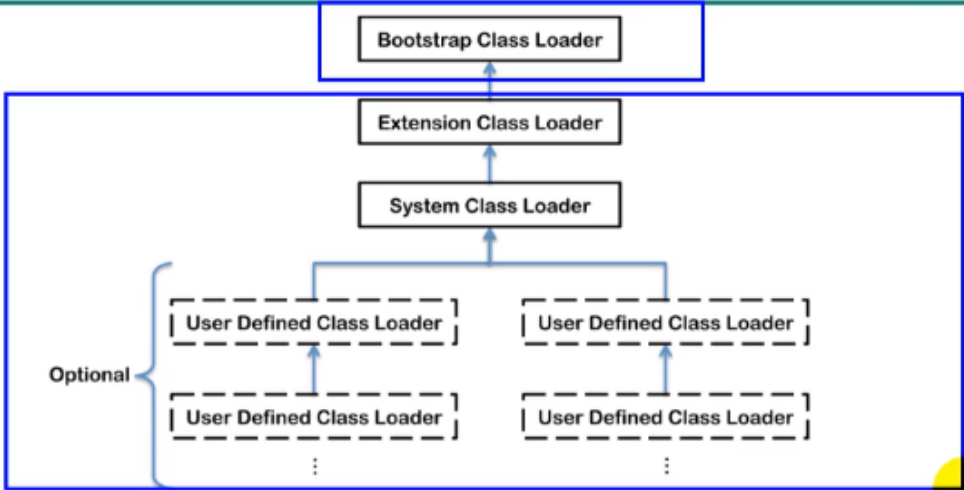 Bootstrap Class Loader
Extension Class Loader
System Class Loader
User Defined Class Loader
User Defined Class Loader
Optional
User Defined Class Loader
User Defined Class Loader